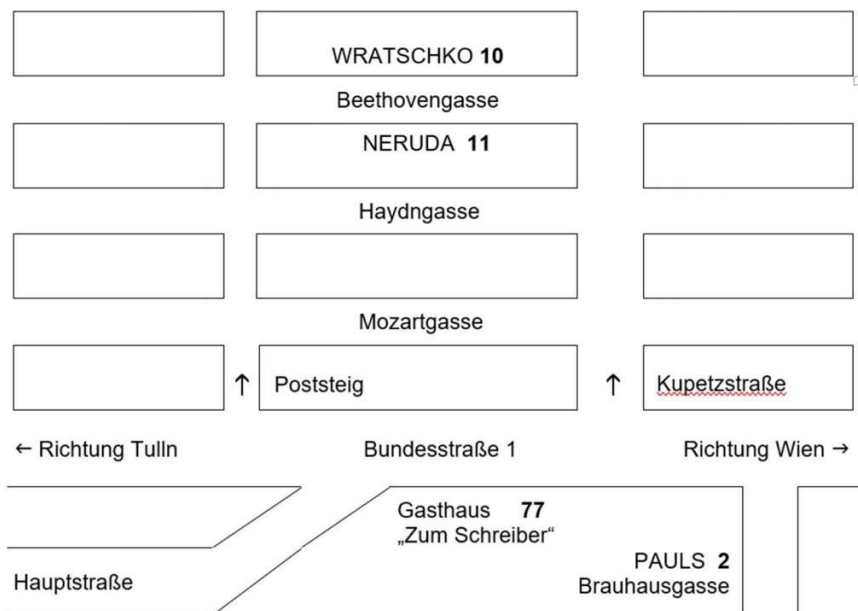 WRATSCHKO 10
Beethovengasse
NERUDA 11
Haydngasse
Mozartgasse
↑ Poststeig ↑ Kupetzstraße
← Richtung Tulln Bundesstraße 1 Richtung Wien →
Gasthaus 77
„Zum Schreiber“
PAULS 2
Hauptstraße Brauhausgasse